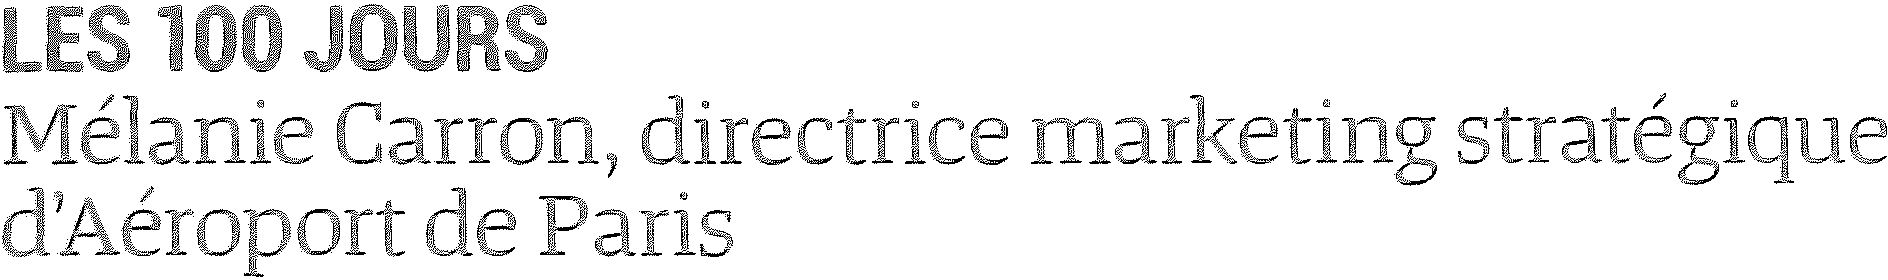 LES 100 JOURS
Mélanie Carron, directrice marketing stratégique
d'Aéroport de Paris